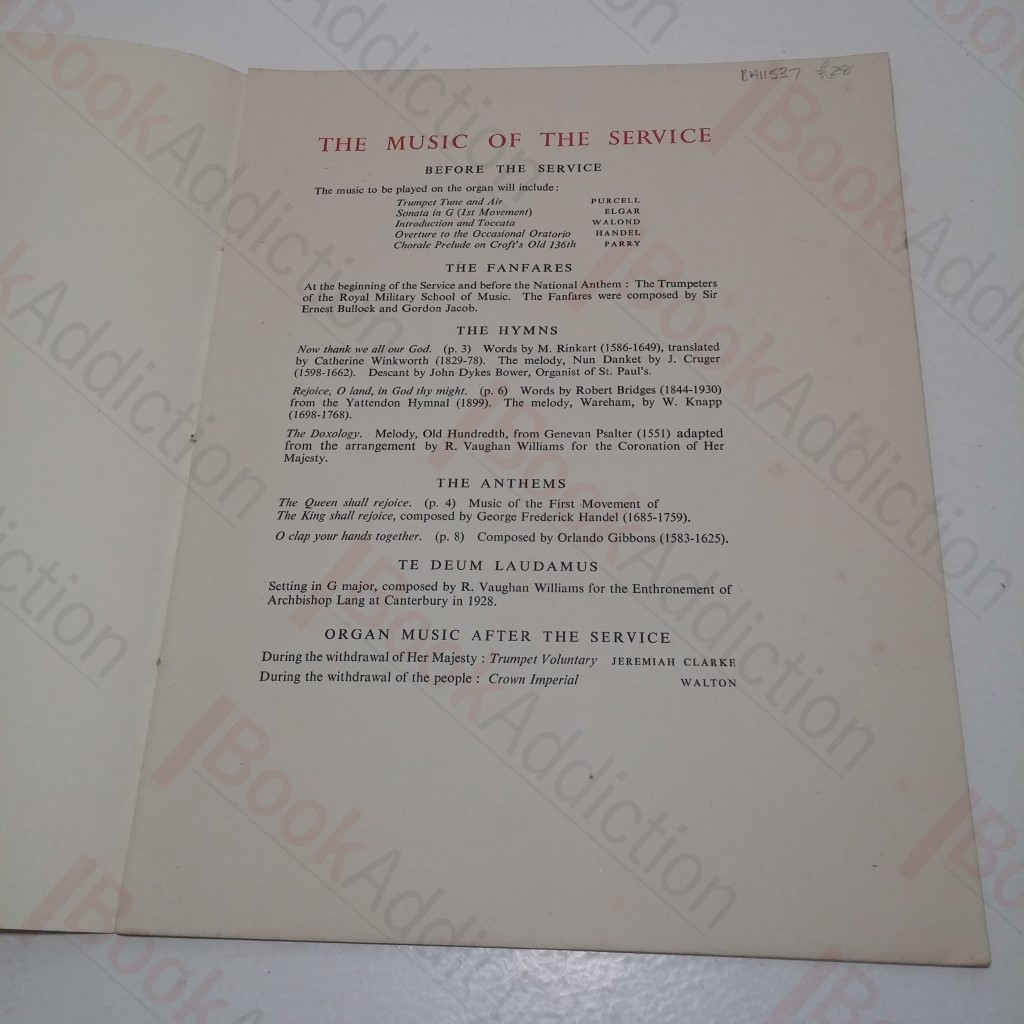 BH11537 £28
THE MUSIC OF THE SERVICE
BEFORE THE SERVICE
The music to be played on the organ will include:
Trumpet Tune and Air PURCELL
Sonata in G (1st Movement) ELGAR
Introduction and Toccata WALOND
Overture to the Occasional Oratorio HANDEL
Chorale Prelude on Croft's Old 136th PARRY
THE FANFARES
At the beginning of the Service and before the National Anthem : The Trumpeters
of the Royal Military School of Music. The Fanfares were composed by Sir
Ernest Bullock and Gordon Jacob.
THE HYMNS
Now thank we all our God. (p. 3) Words by M. Rinkart (1586-1649), translated
by Catherine Winkworth (1829-78). The melody, Nun Danket by J. Cruger
(1598-1662). Descant by John Dykes Bower, Organist of St. Paul's.
Rejoice, O land, in God thy might. (p. 6) Words by Robert Bridges (1844-1930)
from the Yattendon Hymnal (1899). The melody, Wareham, by W. Knapp
(1698-1768).
The Doxology. Melody, Old Hundredth, from Genevan Psalter (1551) adapted
from the arrangement by R. Vaughan Williams for the Coronation of Her
Majesty.
THE ANTHEMS
The Queen shall rejoice. (p. 4) Music of the First Movement of
The King shall rejoice, composed by George Frederick Handel (1685-1759).
O clap your hands together. (p. 8) Composed by Orlando Gibbons (1583-1625).
TE DEUM LAUDAMUS
Setting in G major, composed by R. Vaughan Williams for the Enthronement of
Archbishop Lang at Canterbury in 1928.
ORGAN MUSIC AFTER THE SERVICE
During the withdrawal of Her Majesty : Trumpet Voluntary JEREMIAH CLARKE
During the withdrawal of the people : Crown Imperial WALTON
BookAddiction